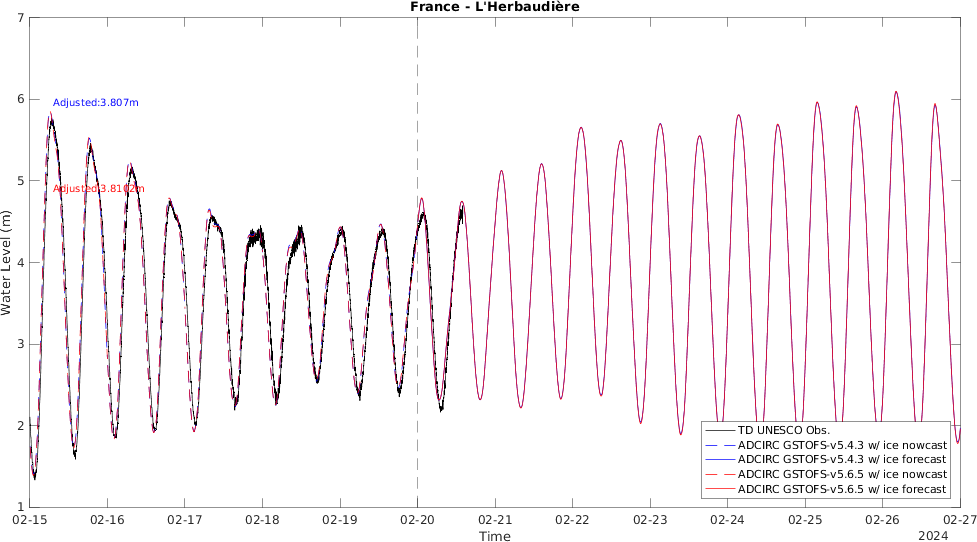 France - L'Herbaudière
Water Level (m)
7
6
5
4
3
2
1
Adjusted:3.807m
Adjusted:3.8102m
TD UNESCO Obs.
ADCIRC GSTOFS-v5.4.3 w/ ice nowcast
ADCIRC GSTOFS-v5.4.3 w/ ice forecast
ADCIRC GSTOFS-v5.6.5 w/ ice nowcast
ADCIRC GSTOFS-v5.6.5 w/ ice forecast
02-15 02-16 02-17 02-18 02-19 02-20 02-21 02-22 02-23 02-24 02-25 02-26 02-27
Time
2024